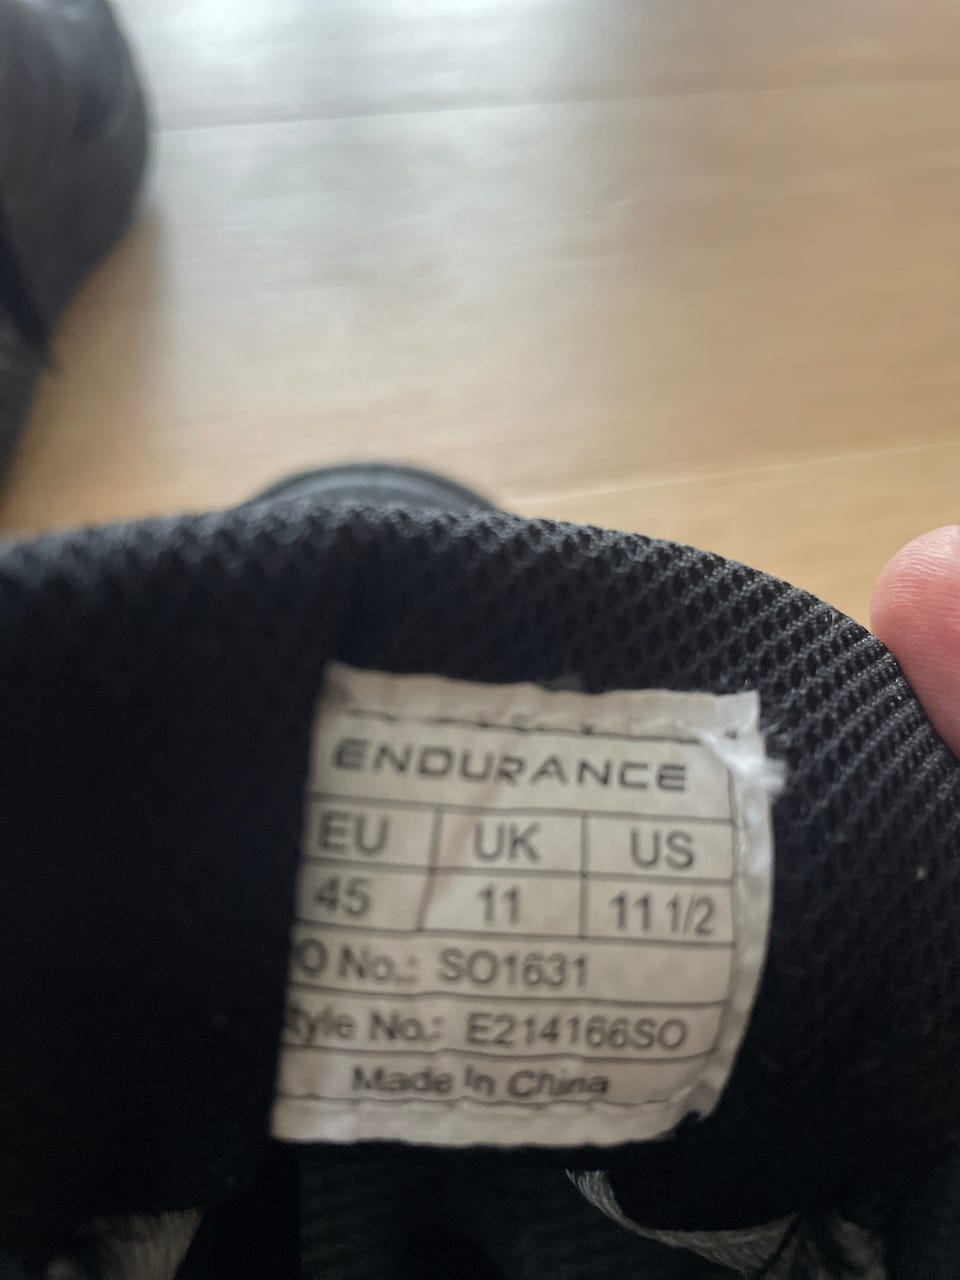 ENDURANCE
EU UK US
45 11 11 1/2
O No.: SO1631
tyle No.: E214166SO
Made In China